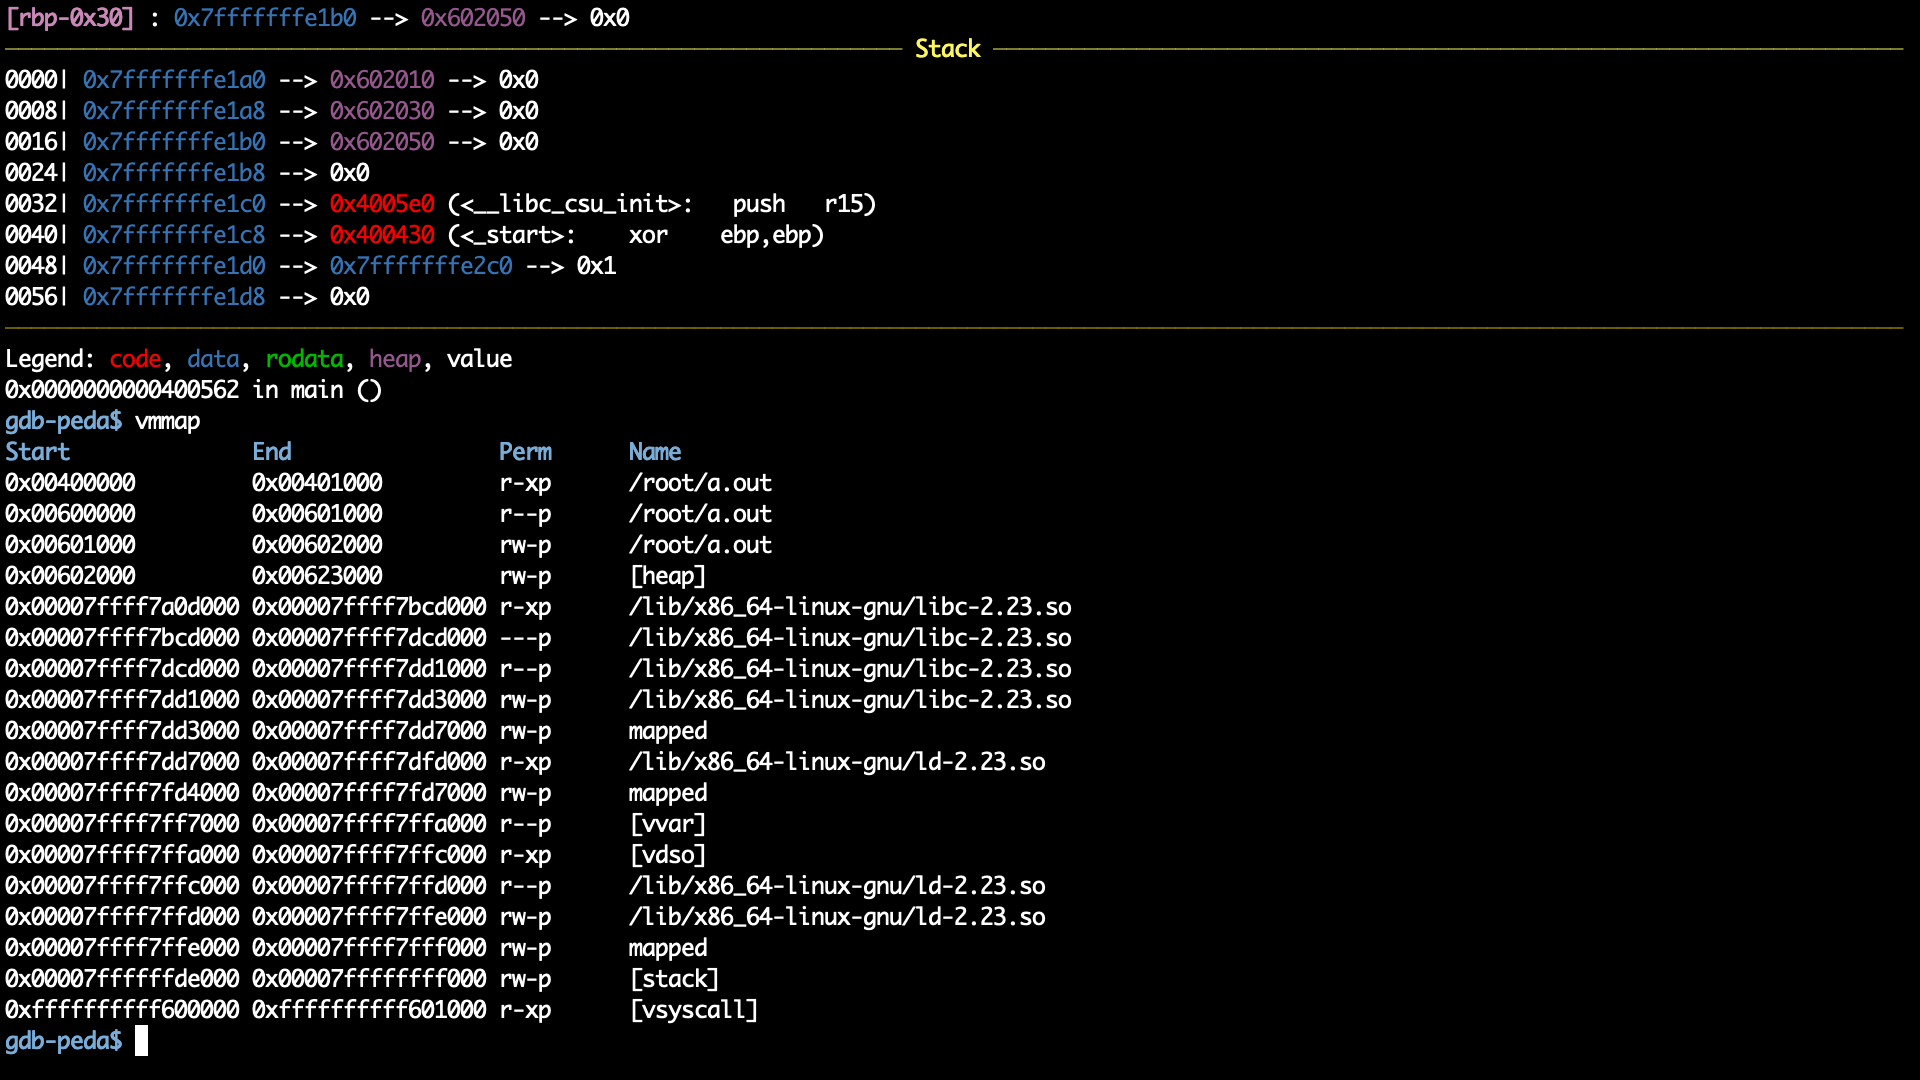 [rbp-0x30] : 0x7fffffffe1b0 --> 0x602050 --> 0x0
Stack
0000| 0x7fffffffe1a0 --> 0x602010 --> 0x0
0008| 0x7fffffffe1a8 --> 0x602030 --> 0x0
0016| 0x7fffffffe1b0 --> 0x602050 --> 0x0
0024| 0x7fffffffe1b8 --> 0x0
0032| 0x7fffffffe1c0 --> 0x4005e0 (<__libc_csu_init>:   push   r15)
0040| 0x7fffffffe1c8 --> 0x400430 (<_start>:    xor    ebp,ebp)
0048| 0x7fffffffe1d0 --> 0x7fffffffe2c0 --> 0x1
0056| 0x7fffffffe1d8 --> 0x0
Legend: code, data, rodata, heap, value
0x0000000000400562 in main ()
gdb-peda$ vmmap
Start              End                Perm      Name
0x00400000         0x00401000         r-xp      /root/a.out
0x00600000         0x00601000         r--p      /root/a.out
0x00601000         0x00602000         rw-p      /root/a.out
0x00602000         0x00623000         rw-p      [heap]
0x00007ffff7a0d000 0x00007ffff7bcd000 r-xp      /lib/x86_64-linux-gnu/libc-2.23.so
0x00007ffff7bcd000 0x00007ffff7dcd000 ---p      /lib/x86_64-linux-gnu/libc-2.23.so
0x00007ffff7dcd000 0x00007ffff7dd1000 r--p      /lib/x86_64-linux-gnu/libc-2.23.so
0x00007ffff7dd1000 0x00007ffff7dd3000 rw-p      /lib/x86_64-linux-gnu/libc-2.23.so
0x00007ffff7dd3000 0x00007ffff7dd7000 rw-p      mapped
0x00007ffff7dd7000 0x00007ffff7dfd000 r-xp      /lib/x86_64-linux-gnu/ld-2.23.so
0x00007ffff7fd4000 0x00007ffff7fd7000 rw-p      mapped
0x00007ffff7ff7000 0x00007ffff7ffa000 r--p      [vvar]
0x00007ffff7ffa000 0x00007ffff7ffc000 r-xp      [vdso]
0x00007ffff7ffc000 0x00007ffff7ffd000 r--p      /lib/x86_64-linux-gnu/ld-2.23.so
0x00007ffff7ffd000 0x00007ffff7ffe000 rw-p      /lib/x86_64-linux-gnu/ld-2.23.so
0x00007ffff7ffe000 0x00007ffff7fff000 rw-p      mapped
0x00007ffffffde000 0x00007ffffffff000 rw-p      [stack]
0xffffffffff600000 0xffffffffff601000 r-xp      [vsyscall]
gdb-peda$